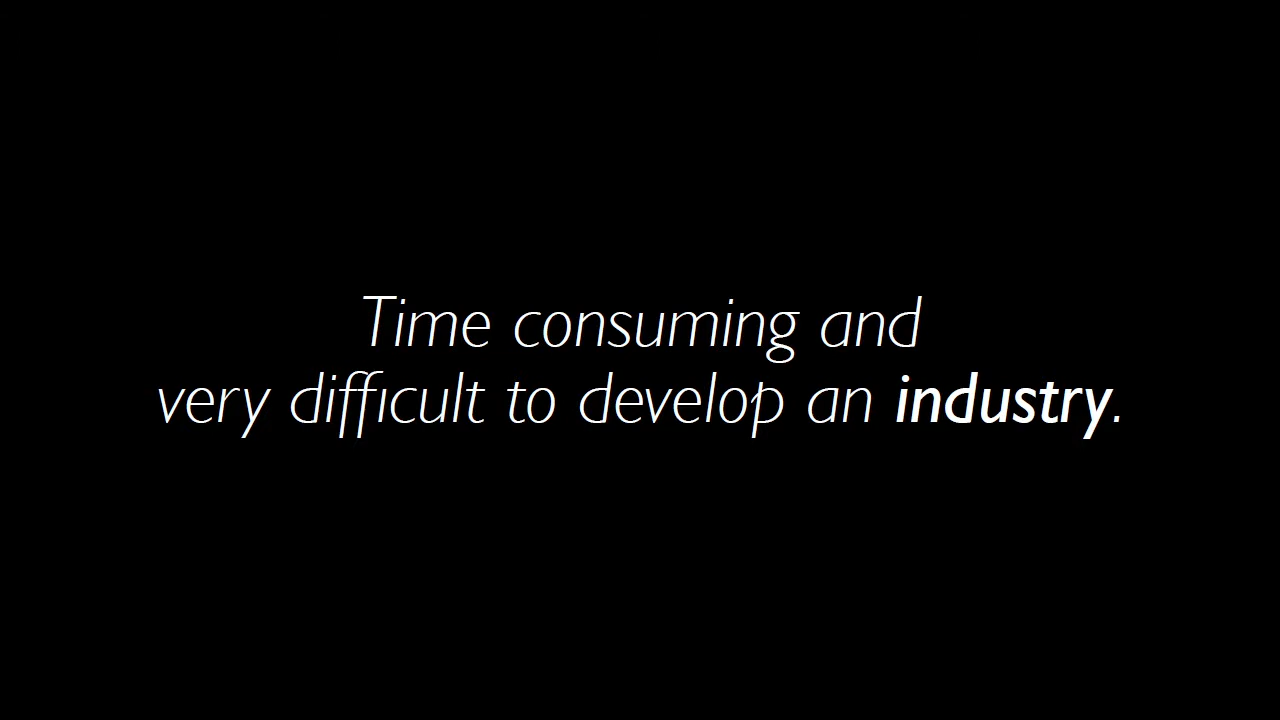 Time consuming and
very difficult to develop an industry.